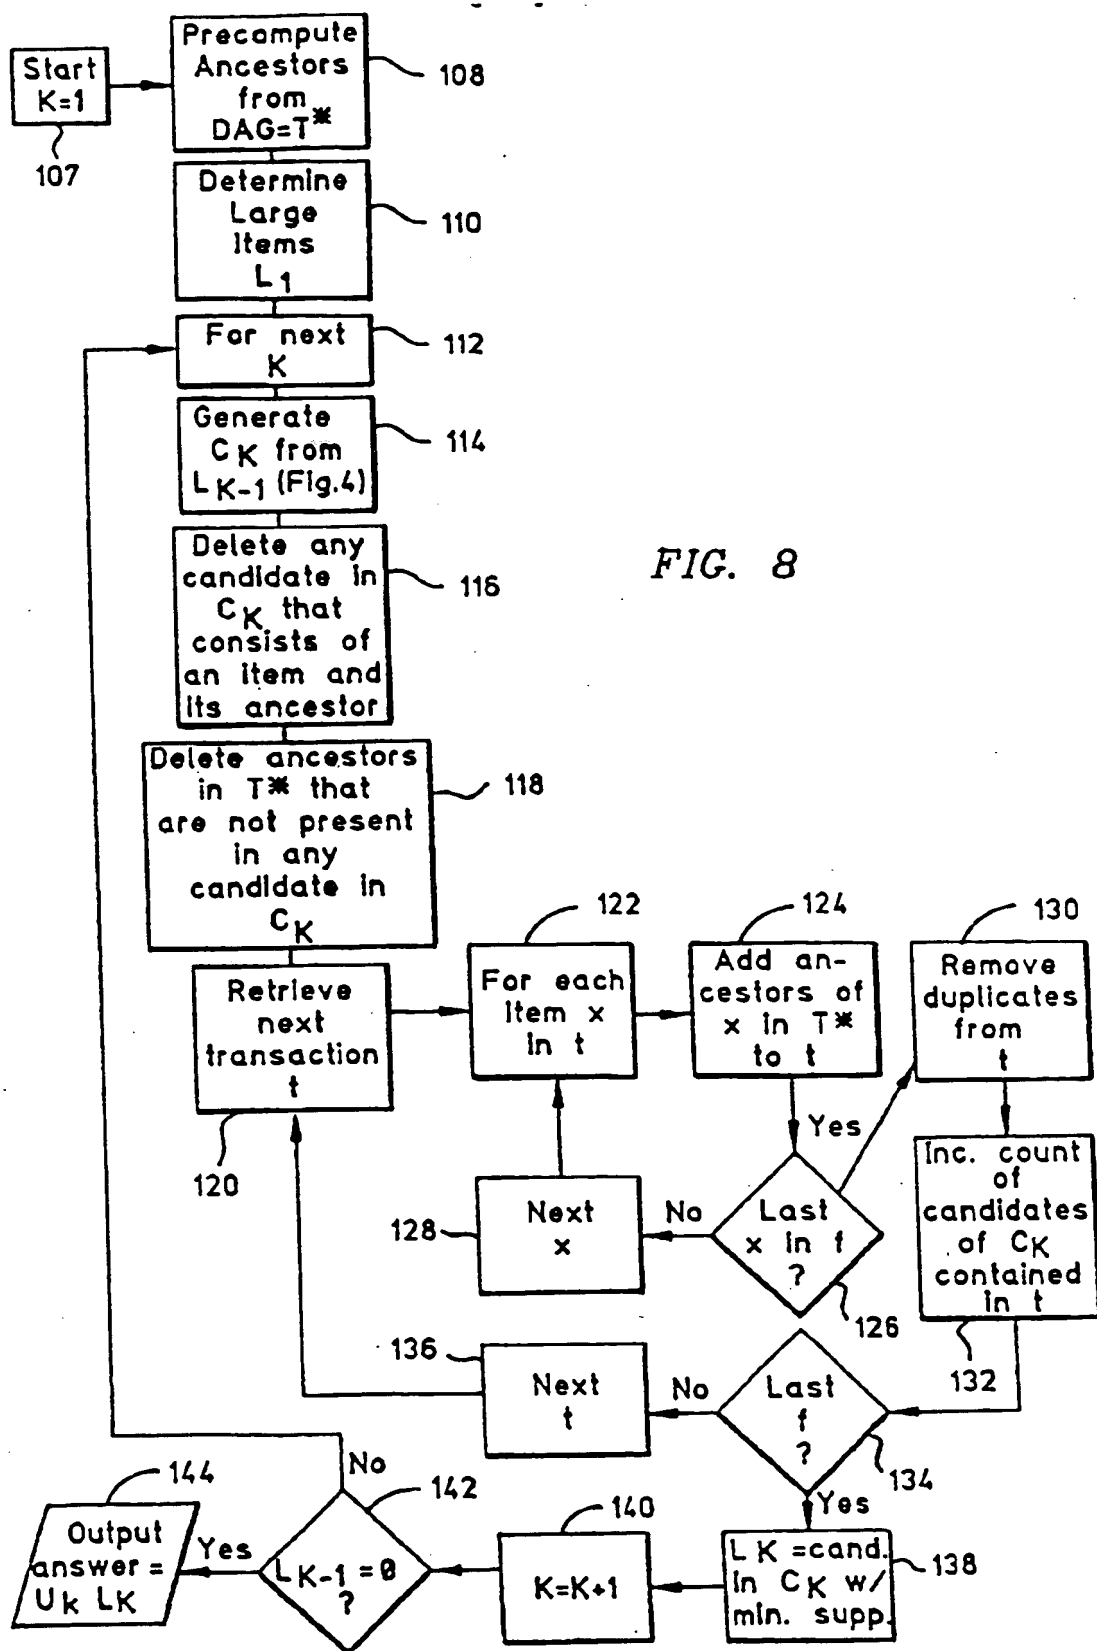 Start
K=1
107
Precompute
Ancestors
from
DAG=T*
108
Determine
Large
Items
L1
110
For next
K
112
Generate
CK from
LK-1 (Fig.4)
114
Delete any
candidate in
CK that
consists of
an item and
its ancestor
116
FIG. 8
Delete ancestors
in T* that
are not present
in any
candidate in
CK
118
Retrieve
next
transaction
t
120
For each
item x
in t
122
Add an-
cestors of
x in T*
to t
124
Remove
duplicates
from
t
130
Yes
Last
x in f
?
126
No
Next
x
128
Inc. count
of
candidates
of CK
contained
in t
132
Last
f
?
134
No
Next
t
136
Yes
LK =cand.
in CK w/
min. supp.
138
K=K+1
140
LK-1 = 0
?
142
No
Yes
Output
answer =
Uk LK
144